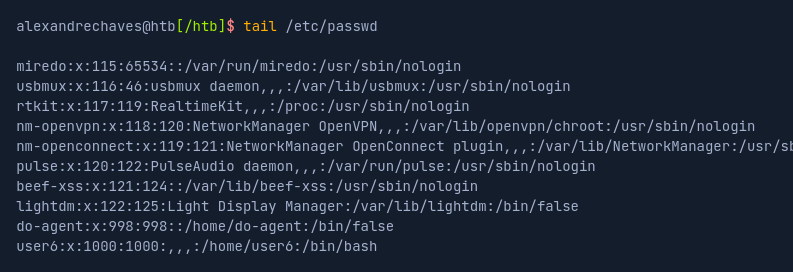 alexandrechaves@htb[/htb]$ tail /etc/passwd
miredo:x:115:65534::/var/run/miredo:/usr/sbin/nologin
usbmux:x:116:46:usbmux daemon,,,:/var/lib/usbmux:/usr/sbin/nologin
rtkit:x:117:119:RealtimeKit,,,:/proc:/usr/sbin/nologin
nm-openvpn:x:118:120:NetworkManager OpenVPN,,,:/var/lib/openvpn/chroot:/usr/sbin/nologin
nm-openconnect:x:119:121:NetworkManager OpenConnect plugin,,,:/var/lib/NetworkManager:/usr/sb
pulse:x:120:122:PulseAudio daemon,,,:/var/run/pulse:/usr/sbin/nologin
beef-xss:x:121:124::/var/lib/beef-xss:/usr/sbin/nologin
lightdm:x:122:125:Light Display Manager:/var/lib/lightdm:/bin/false
do-agent:x:998:998::/home/do-agent:/bin/false
user6:x:1000:1000:,,,:/home/user6:/bin/bash